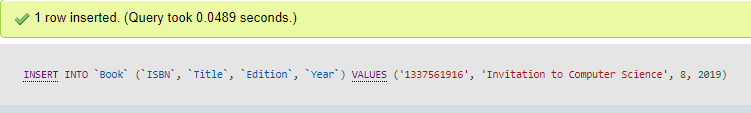 1 row inserted. (Query took 0.0489 seconds.)
INSERT INTO `Book` (`ISBN`, `Title`, `Edition`, `Year`) VALUES ('1337561916', 'Invitation to Computer Science', 8, 2019)